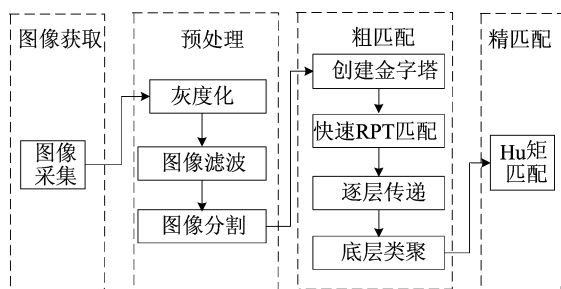 图像获取
图像
采集
预处理
灰度化
图像滤波
图像分割
粗匹配
创建金字塔
快速RPT匹配
逐层传递
底层类聚
精匹配
Hu矩
匹配